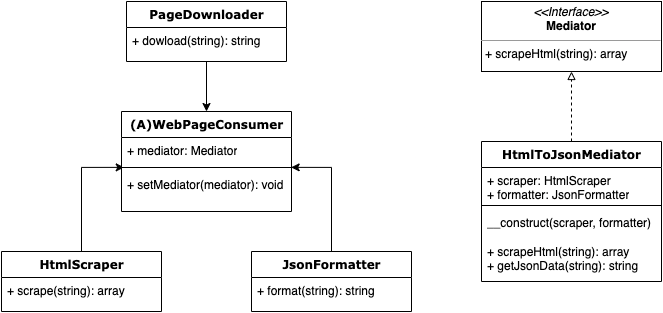 PageDownloader
+ dowload(string): string
<<Interface>>
Mediator
+ scrapeHtml(string): array
(A)WebPageConsumer
+ mediator: Mediator
+ setMediator(mediator): void
HtmlToJsonMediator
+ scraper: HtmlScraper
+ formatter: JsonFormatter
__construct(scraper, formatter)
+ scrapeHtml(string): array
+ getJsonData(string): string
HtmlScraper
+ scrape(string): array
JsonFormatter
+ format(string): string